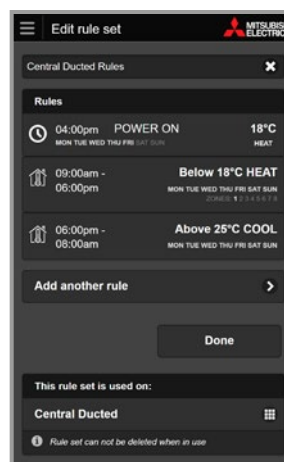 Edit rule set
MITSUBISHI
ELECTRIC
Central Ducted Rules
Rules
04:00pm POWER ON 18°C
MON TUE WED THU FRI SAT SUN HEAT
09:00am - Below 18°C HEAT
06:00pm MON TUE WED THU FRI SAT SUN
ZONES: 1 2 3 4 5 6 7 8
06:00pm - Above 25°C COOL
08:00am MON TUE WED THU FRI SAT SUN
Add another rule
Done
This rule set is used on:
Central Ducted
Rule set can not be deleted when in use